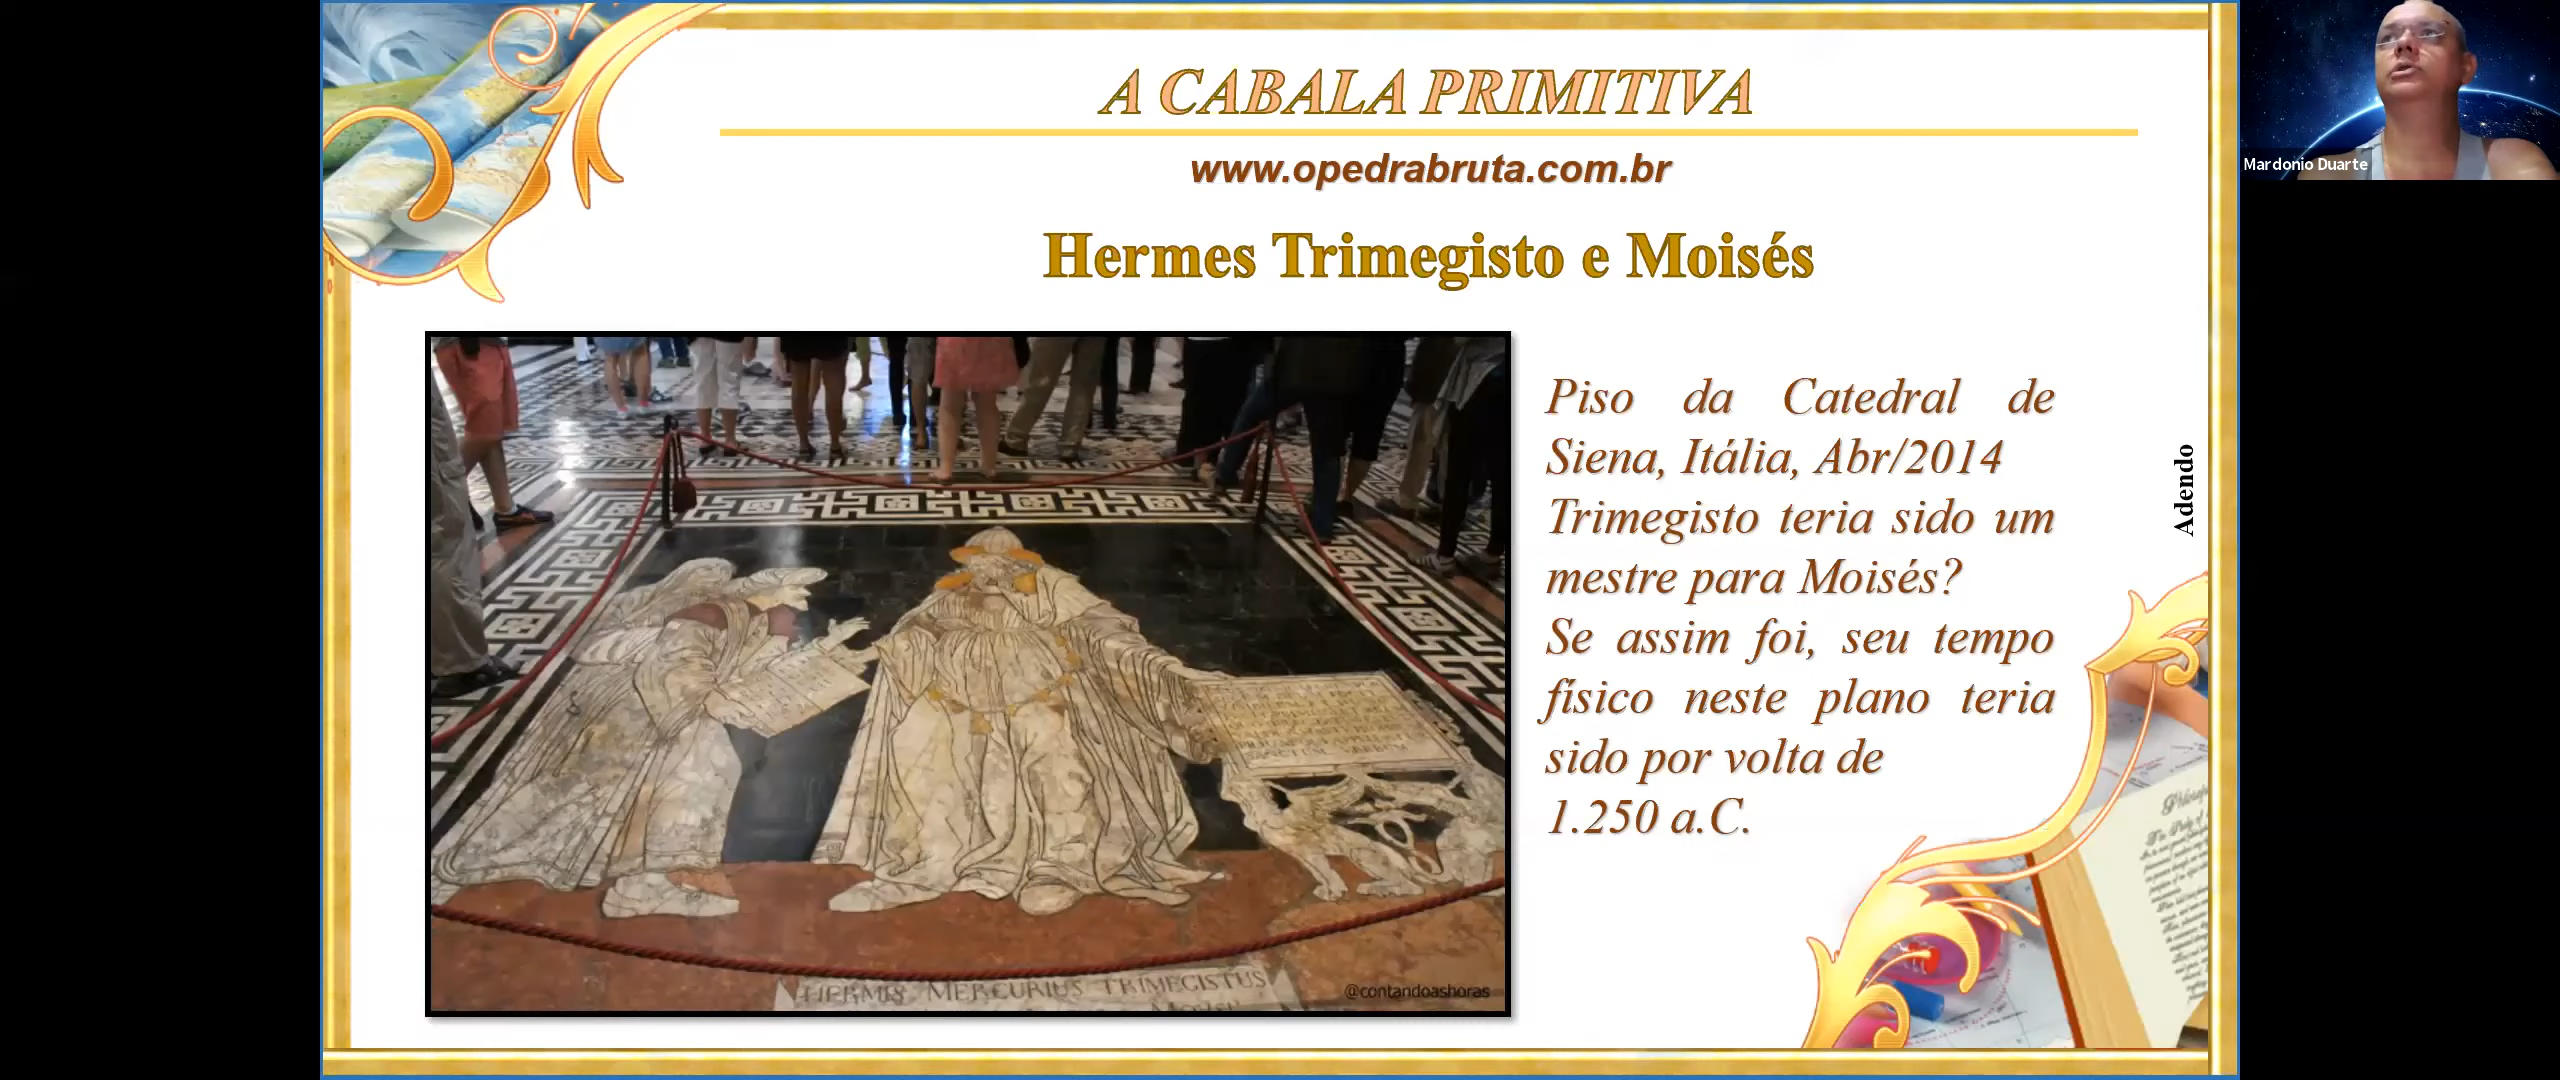 A CABALA PRIMITIVA
www.opedrabruta.com.br
Hermes Trimegisto e Moisés
Piso da Catedral de
Siena, Itália, Abr/2014
Trimegisto teria sido um
mestre para Moisés?
Se assim foi, seu tempo
físico neste plano teria
sido por volta de
1.250 a.C.
Adendo
HERMIS MERCURIUS TRIMEGISTUS
@contandoashoras
Mardonio Duarte